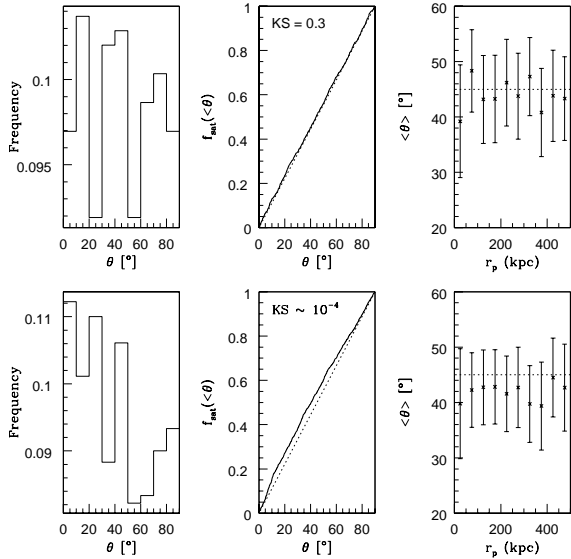 Frequency
0.1
0.095
0 20 40 60 80
θ [°]
f_sat(<θ)
1
0.8
0.6
0.4
0.2
0
KS = 0.3
0 20 40 60 80
θ [°]
<θ> [°]
60
50
40
30
20
0 200 400
r_p (kpc)
Frequency
0.11
0.1
0.09
0 20 40 60 80
θ [°]
f_sat(<θ)
1
0.8
0.6
0.4
0.2
0
KS ~ 10^-4
0 20 40 60 80
θ [°]
<θ> [°]
60
50
40
30
20
0 200 400
r_p (kpc)